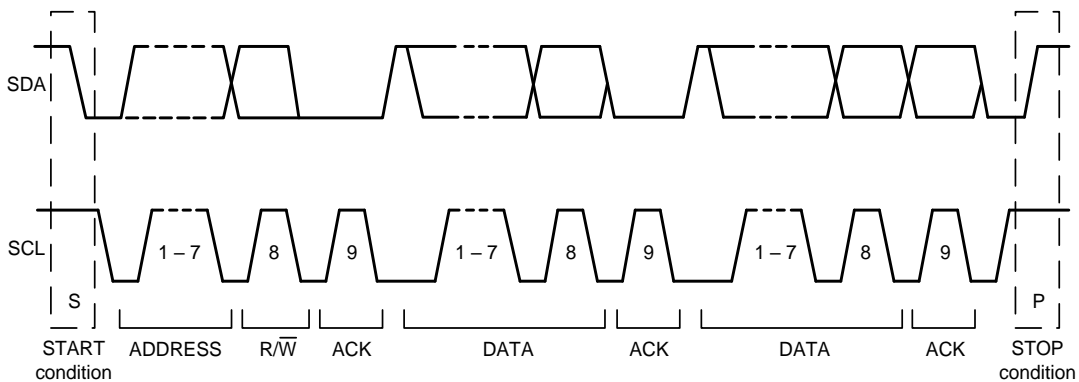 SDA
SCL
1 – 7
8
9
1 – 7
8
9
1 – 7
8
9
S
P
START
condition
ADDRESS
R/W̅
ACK
DATA
ACK
DATA
ACK
STOP
condition